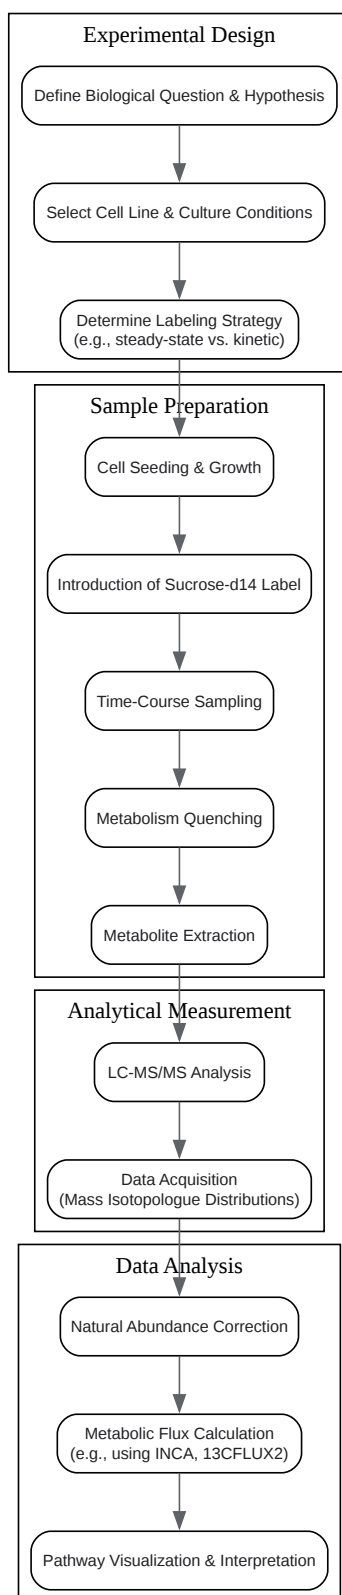 Experimental Design
Define Biological Question & Hypothesis
Select Cell Line & Culture Conditions
Determine Labeling Strategy
(e.g., steady-state vs. kinetic)
Sample Preparation
Cell Seeding & Growth
Introduction of Sucrose-d14 Label
Time-Course Sampling
Metabolism Quenching
Metabolite Extraction
Analytical Measurement
LC-MS/MS Analysis
Data Acquisition
(Mass Isotopologue Distributions)
Data Analysis
Natural Abundance Correction
Metabolic Flux Calculation
(e.g., using INCA, 13CFLUX2)
Pathway Visualization & Interpretation